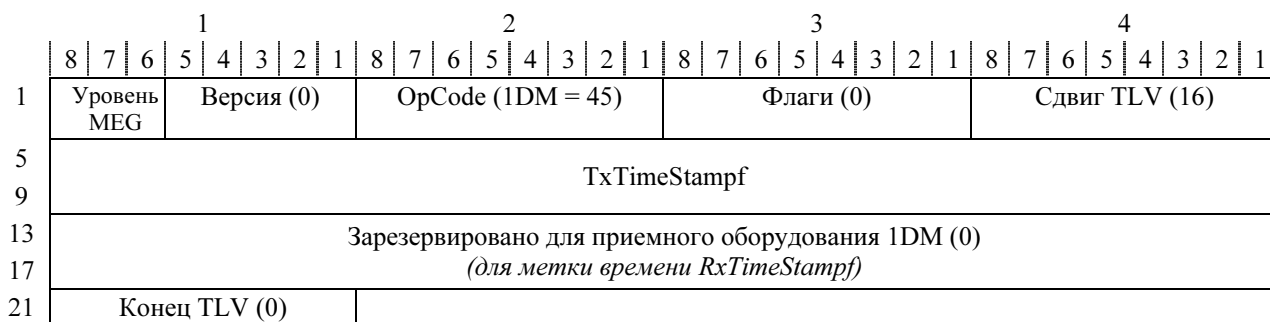 1 2 3 4
8 7 6 5 4 3 2 1 8 7 6 5 4 3 2 1 8 7 6 5 4 3 2 1 8 7 6 5 4 3 2 1
1 Уровень MEG Версия (0) OpCode (1DM = 45) Флаги (0) Сдвиг TLV (16)
5
TxTimeStampf
9
13 Зарезервировано для приемного оборудования 1DM (0)
17 (для метки времени RxTimeStampf)
21 Конец TLV (0)